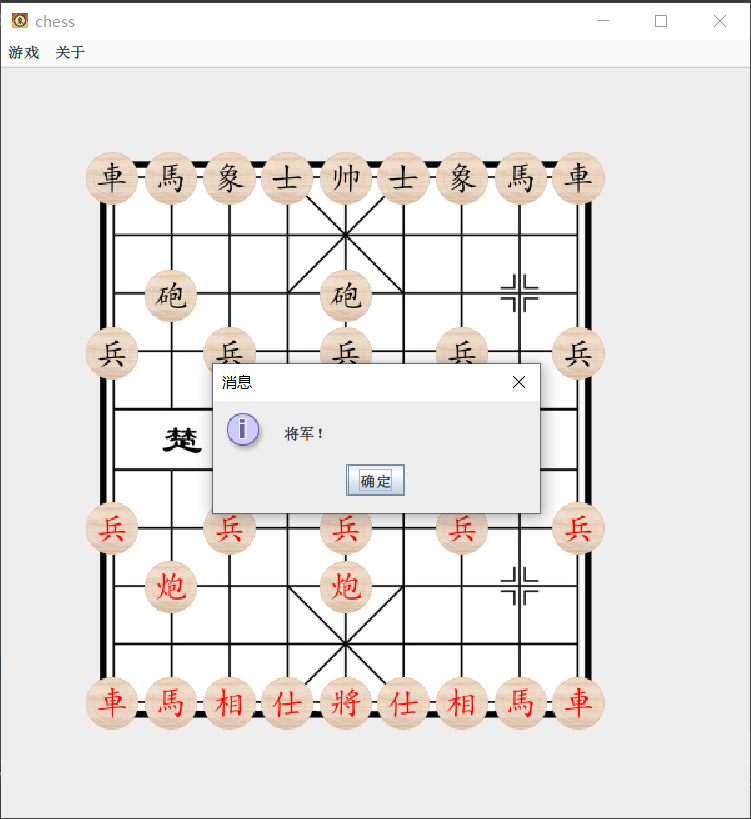 chess
游戏 关于
車馬象士帅士象馬車
砲 砲
兵 兵 兵 兵 兵
消息
将军！
楚
确定
兵 兵 兵 兵 兵
炮 炮
車馬相仕將仕相馬車